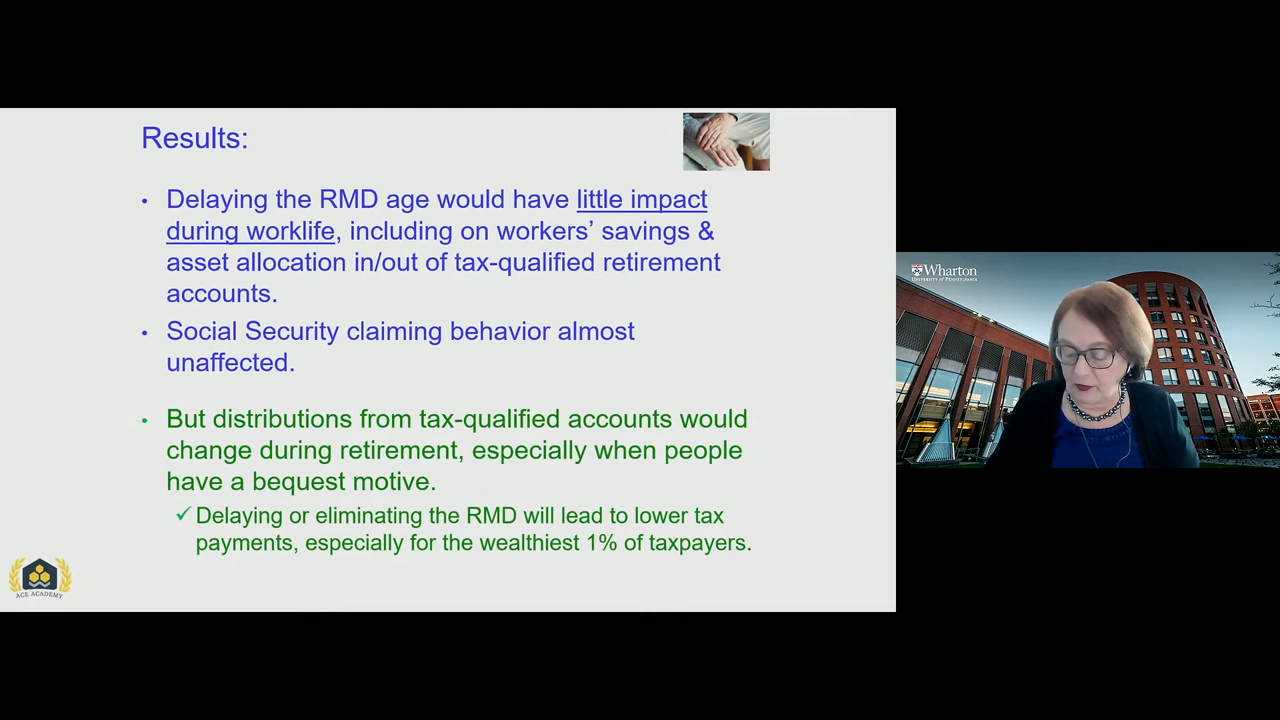 Results:
• Delaying the RMD age would have little impact
during worklife, including on workers’ savings &
asset allocation in/out of tax-qualified retirement
accounts.
• Social Security claiming behavior almost
unaffected.
• But distributions from tax-qualified accounts would
change during retirement, especially when people
have a bequest motive.
✓ Delaying or eliminating the RMD will lead to lower tax
payments, especially for the wealthiest 1% of taxpayers.
ACE ACADEMY
Wharton
UNIVERSITY of PENNSYLVANIA